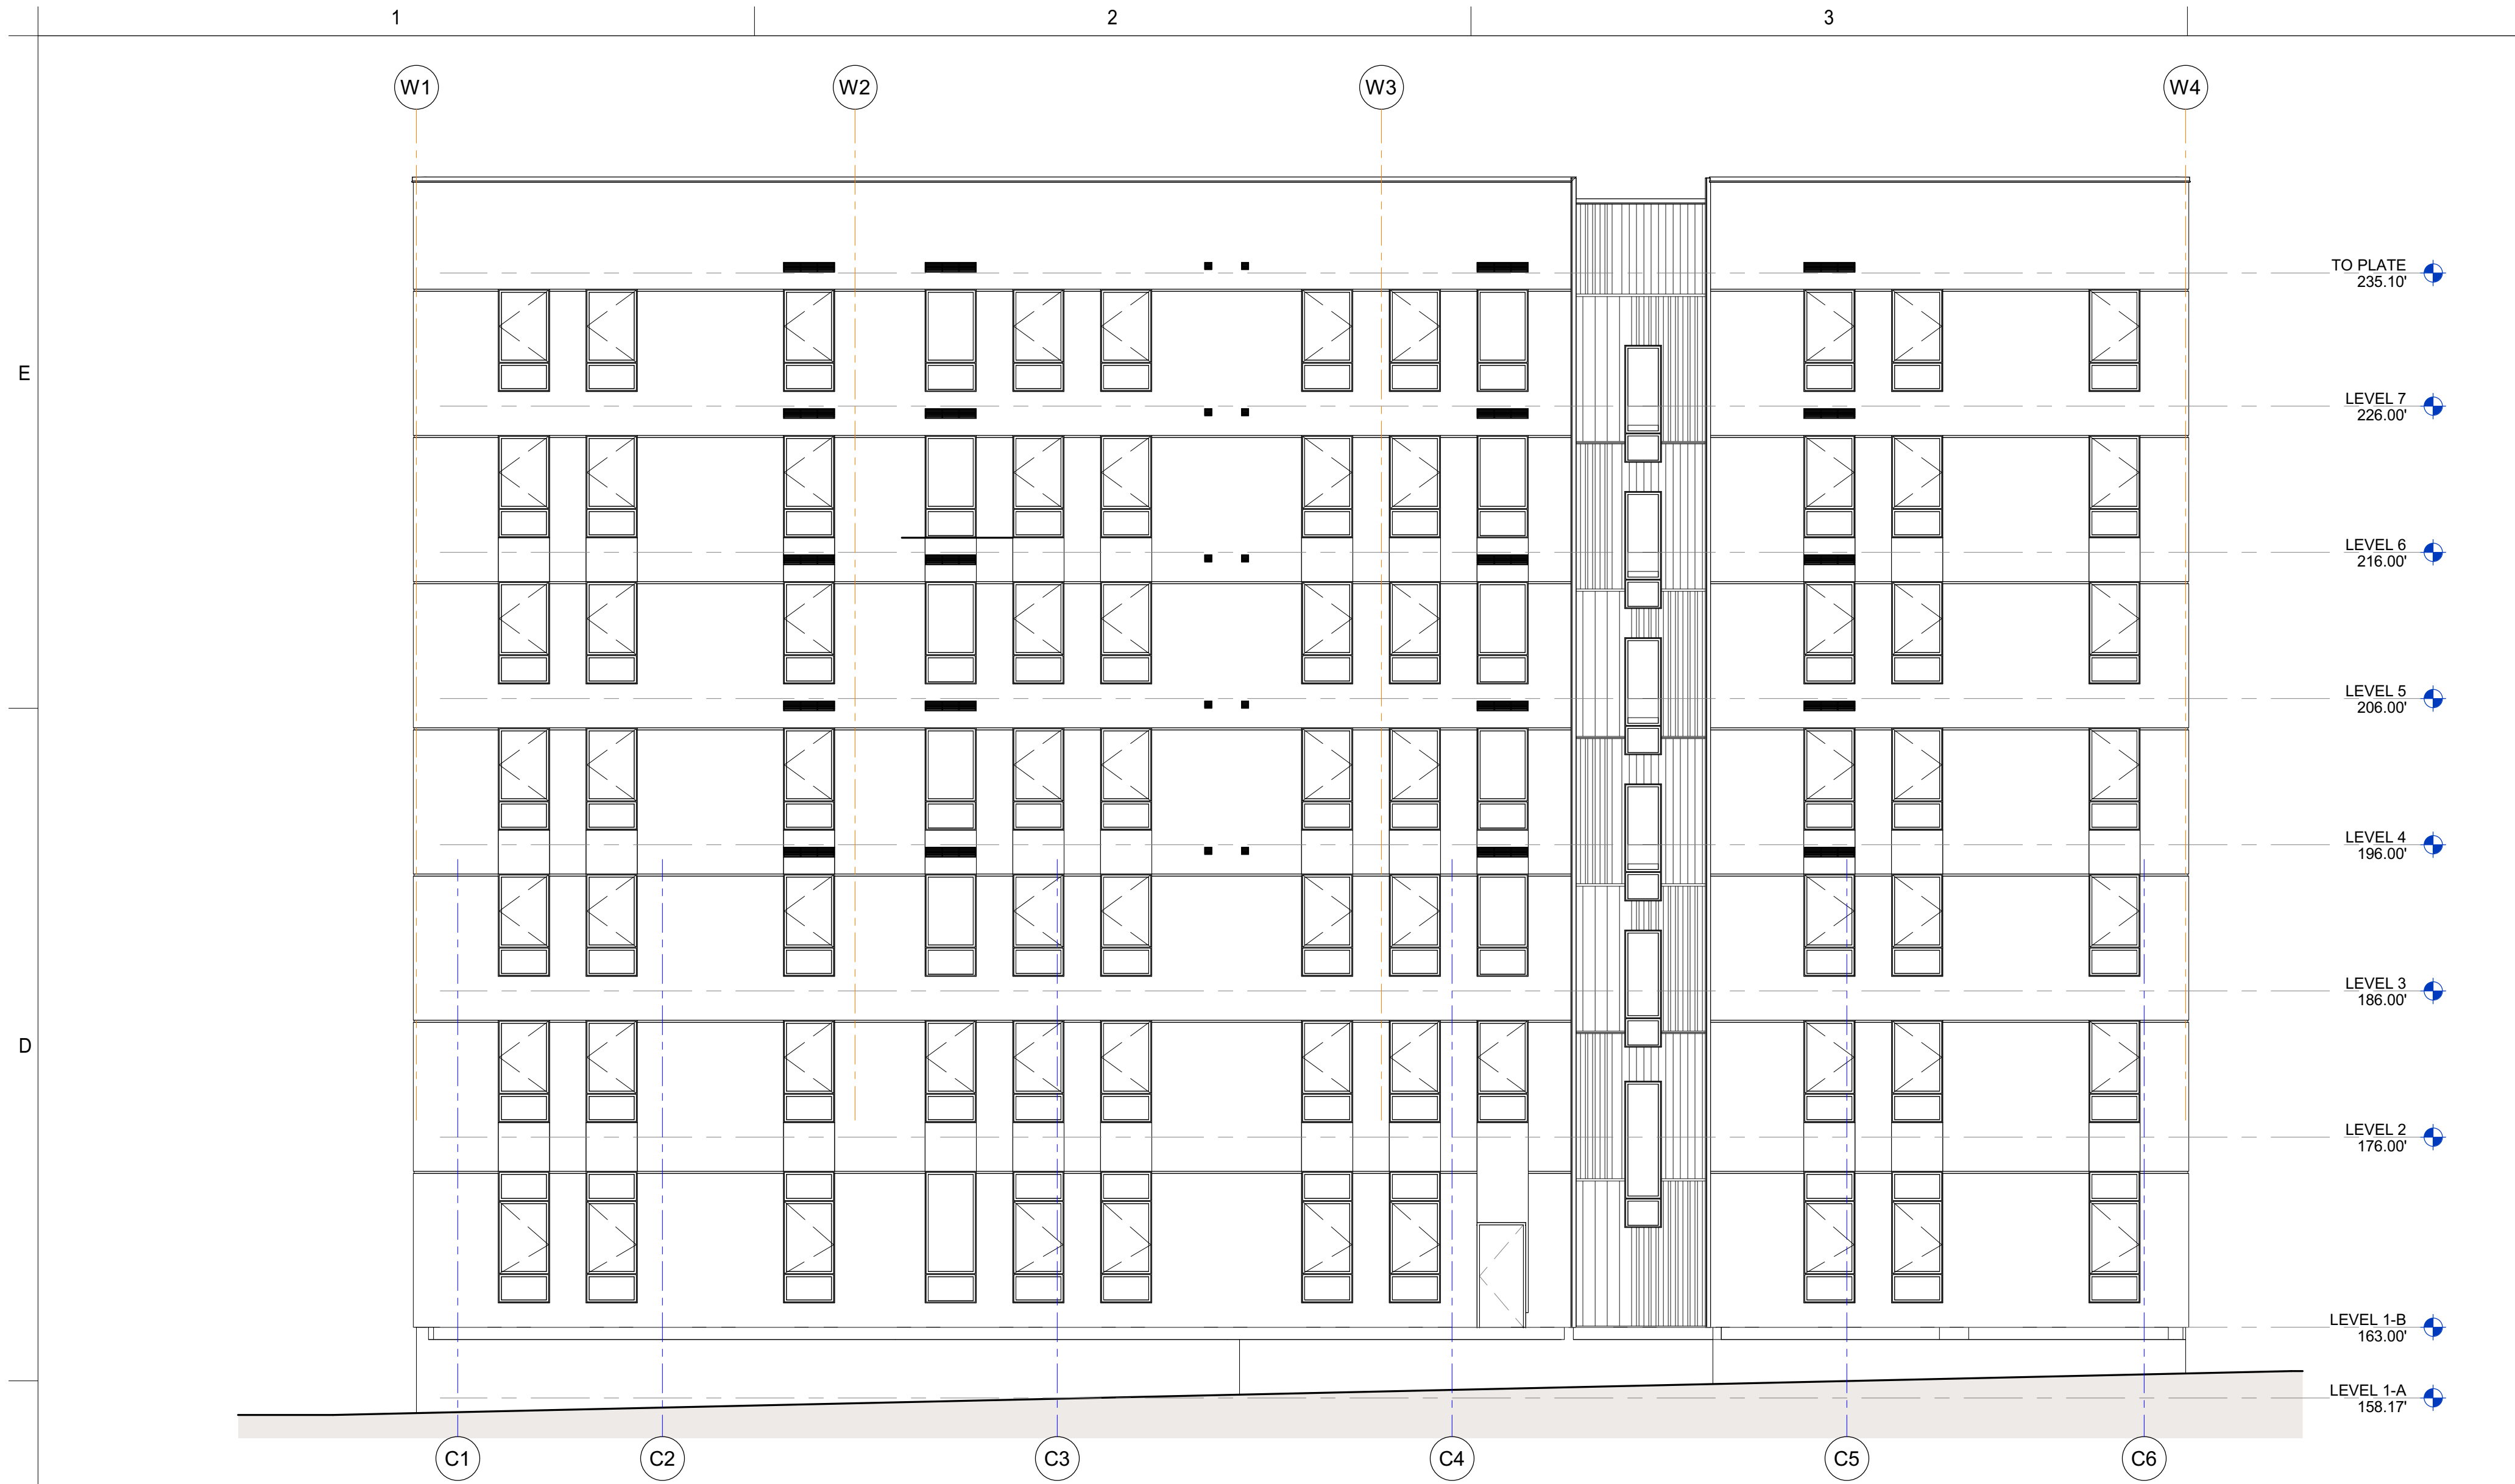 1
2
3
W1
W2
W3
W4
TO PLATE
235.10'
E
LEVEL 7
226.00'
LEVEL 6
216.00'
LEVEL 5
206.00'
LEVEL 4
196.00'
LEVEL 3
186.00'
D
LEVEL 2
176.00'
LEVEL 1-B
163.00'
LEVEL 1-A
158.17'
C1
C2
C3
C4
C5
C6